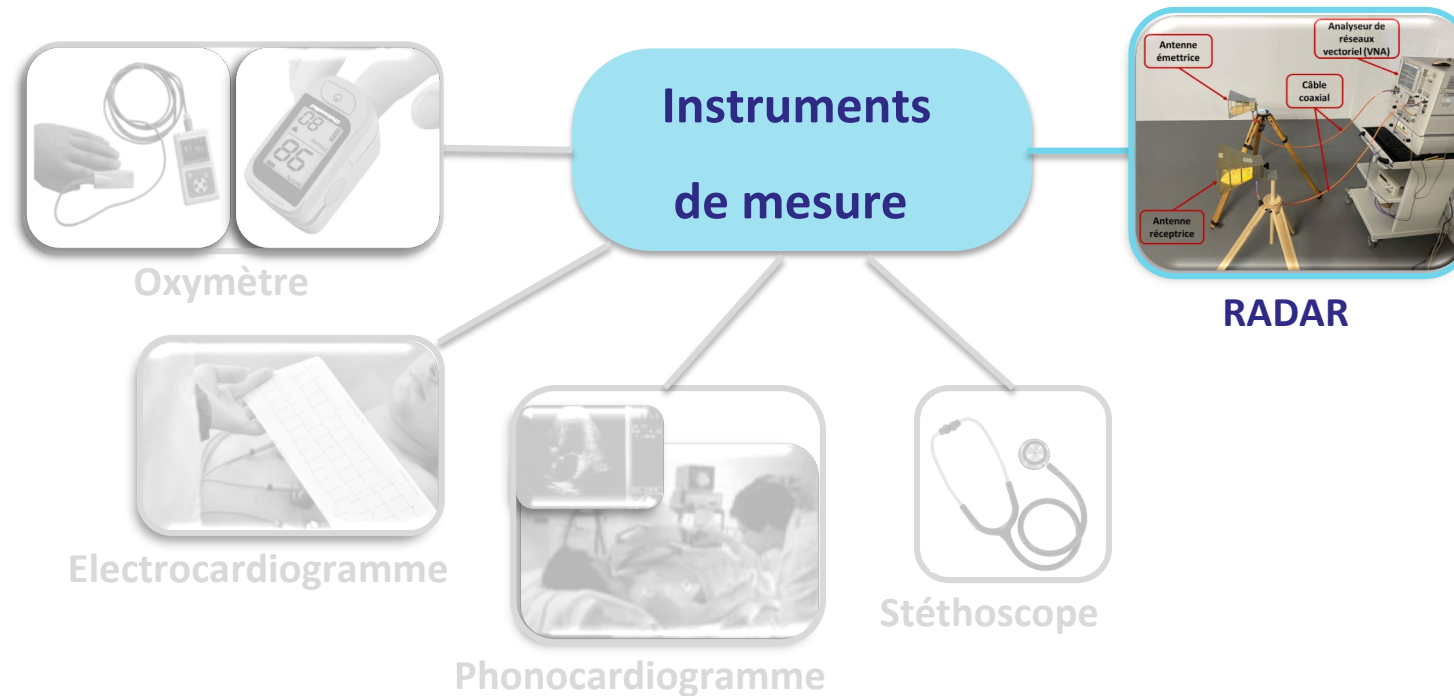 Instruments
de mesure
Antenne
émettrice
Analyseur de
réseaux
vectoriel (VNA)
Câble
coaxial
Antenne
réceptrice
RADAR
Oxymètre
Electrocardiogramme
Phonocardiogramme
Stéthoscope